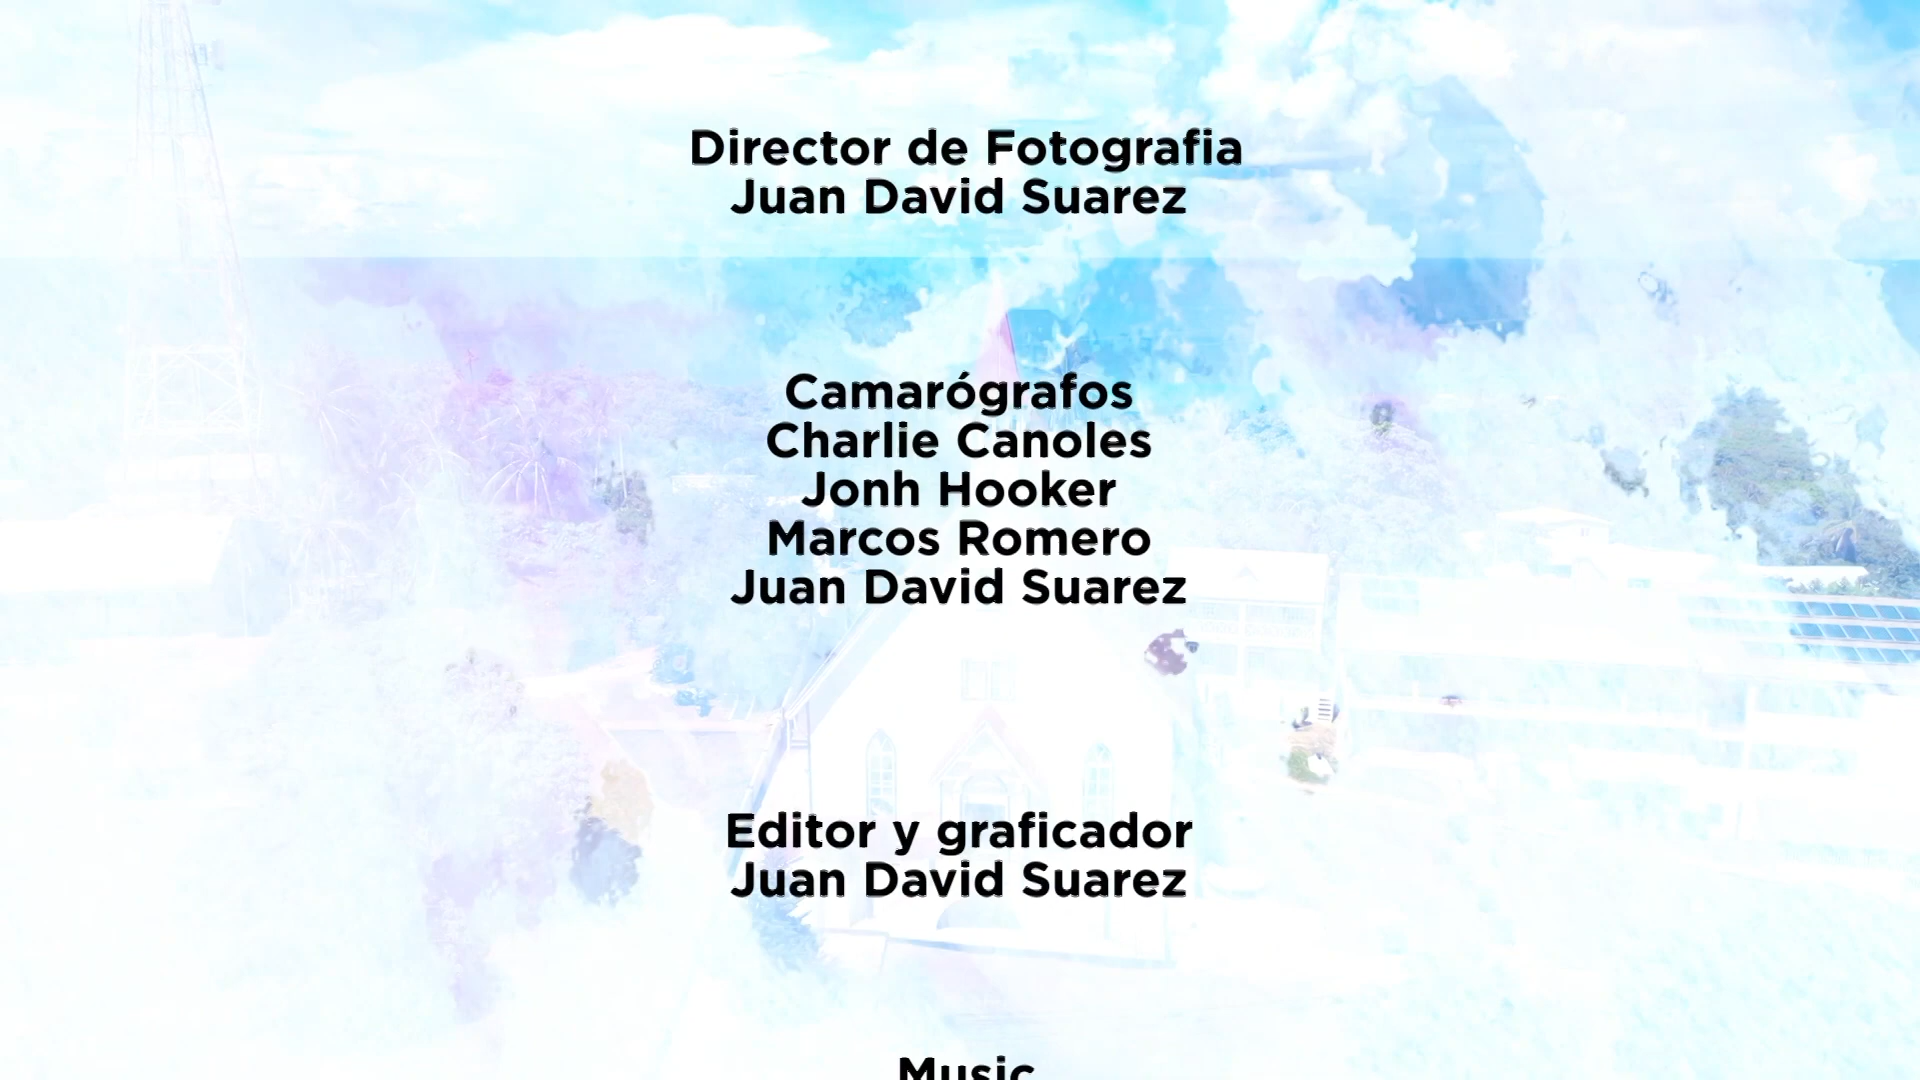 Director de Fotografia
Juan David Suarez
Camarógrafos
Charlie Canoles
Jonh Hooker
Marcos Romero
Juan David Suarez
Editor y graficador
Juan David Suarez
Music